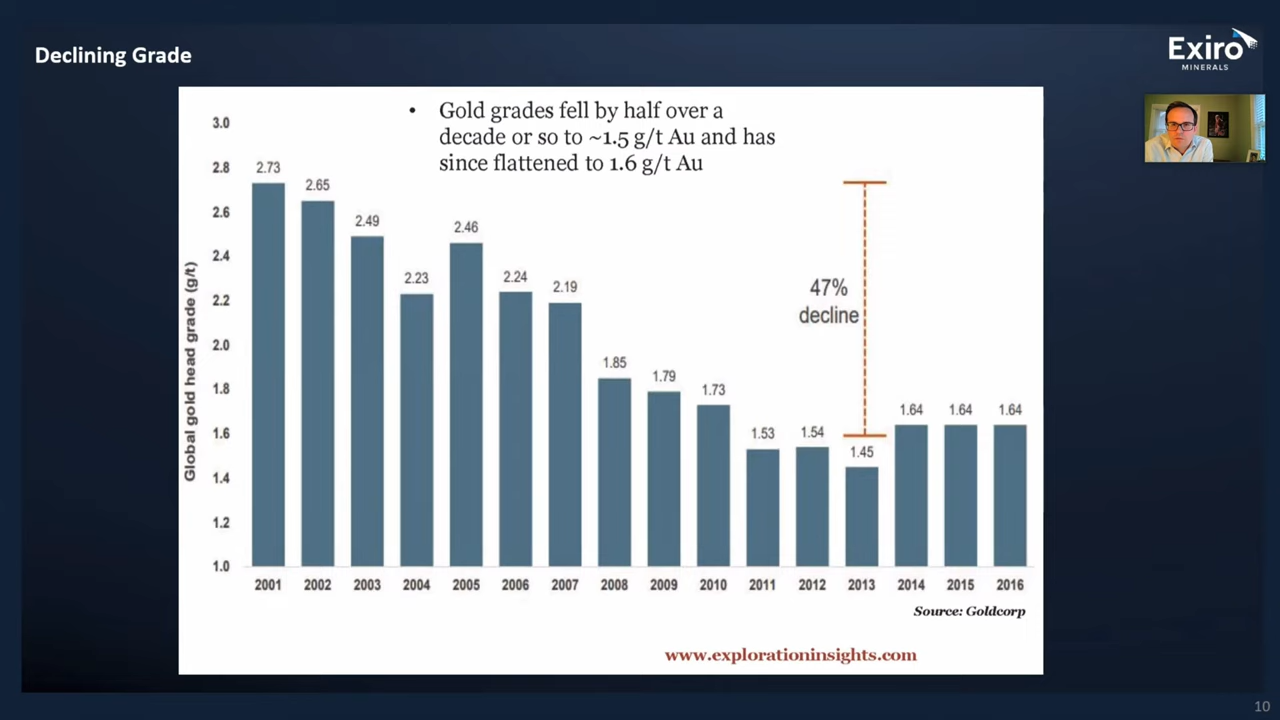 Declining Grade
Exiro
MINERALS
• Gold grades fell by half over a
decade or so to ~1.5 g/t Au and has
since flattened to 1.6 g/t Au
Global gold head grade (g/t)
3.0
2.8
2.6
2.4
2.2
2.0
1.8
1.6
1.4
1.2
1.0
2.73
2.65
2.49
2.23
2.46
2.24
2.19
1.85
1.79
1.73
1.53
1.54
1.45
1.64
1.64
1.64
47%
decline
2001 2002 2003 2004 2005 2006 2007 2008 2009 2010 2011 2012 2013 2014 2015 2016
Source: Goldcorp
www.explorationinsights.com
10